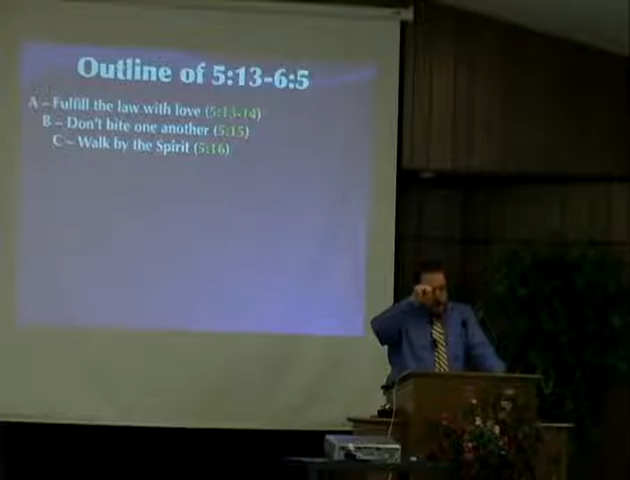 Outline of 5:13-6:5
A – Fulfill the law with love (5:13-14)
B – Don't bite one another (5:15)
C – Walk by the Spirit (5:16)